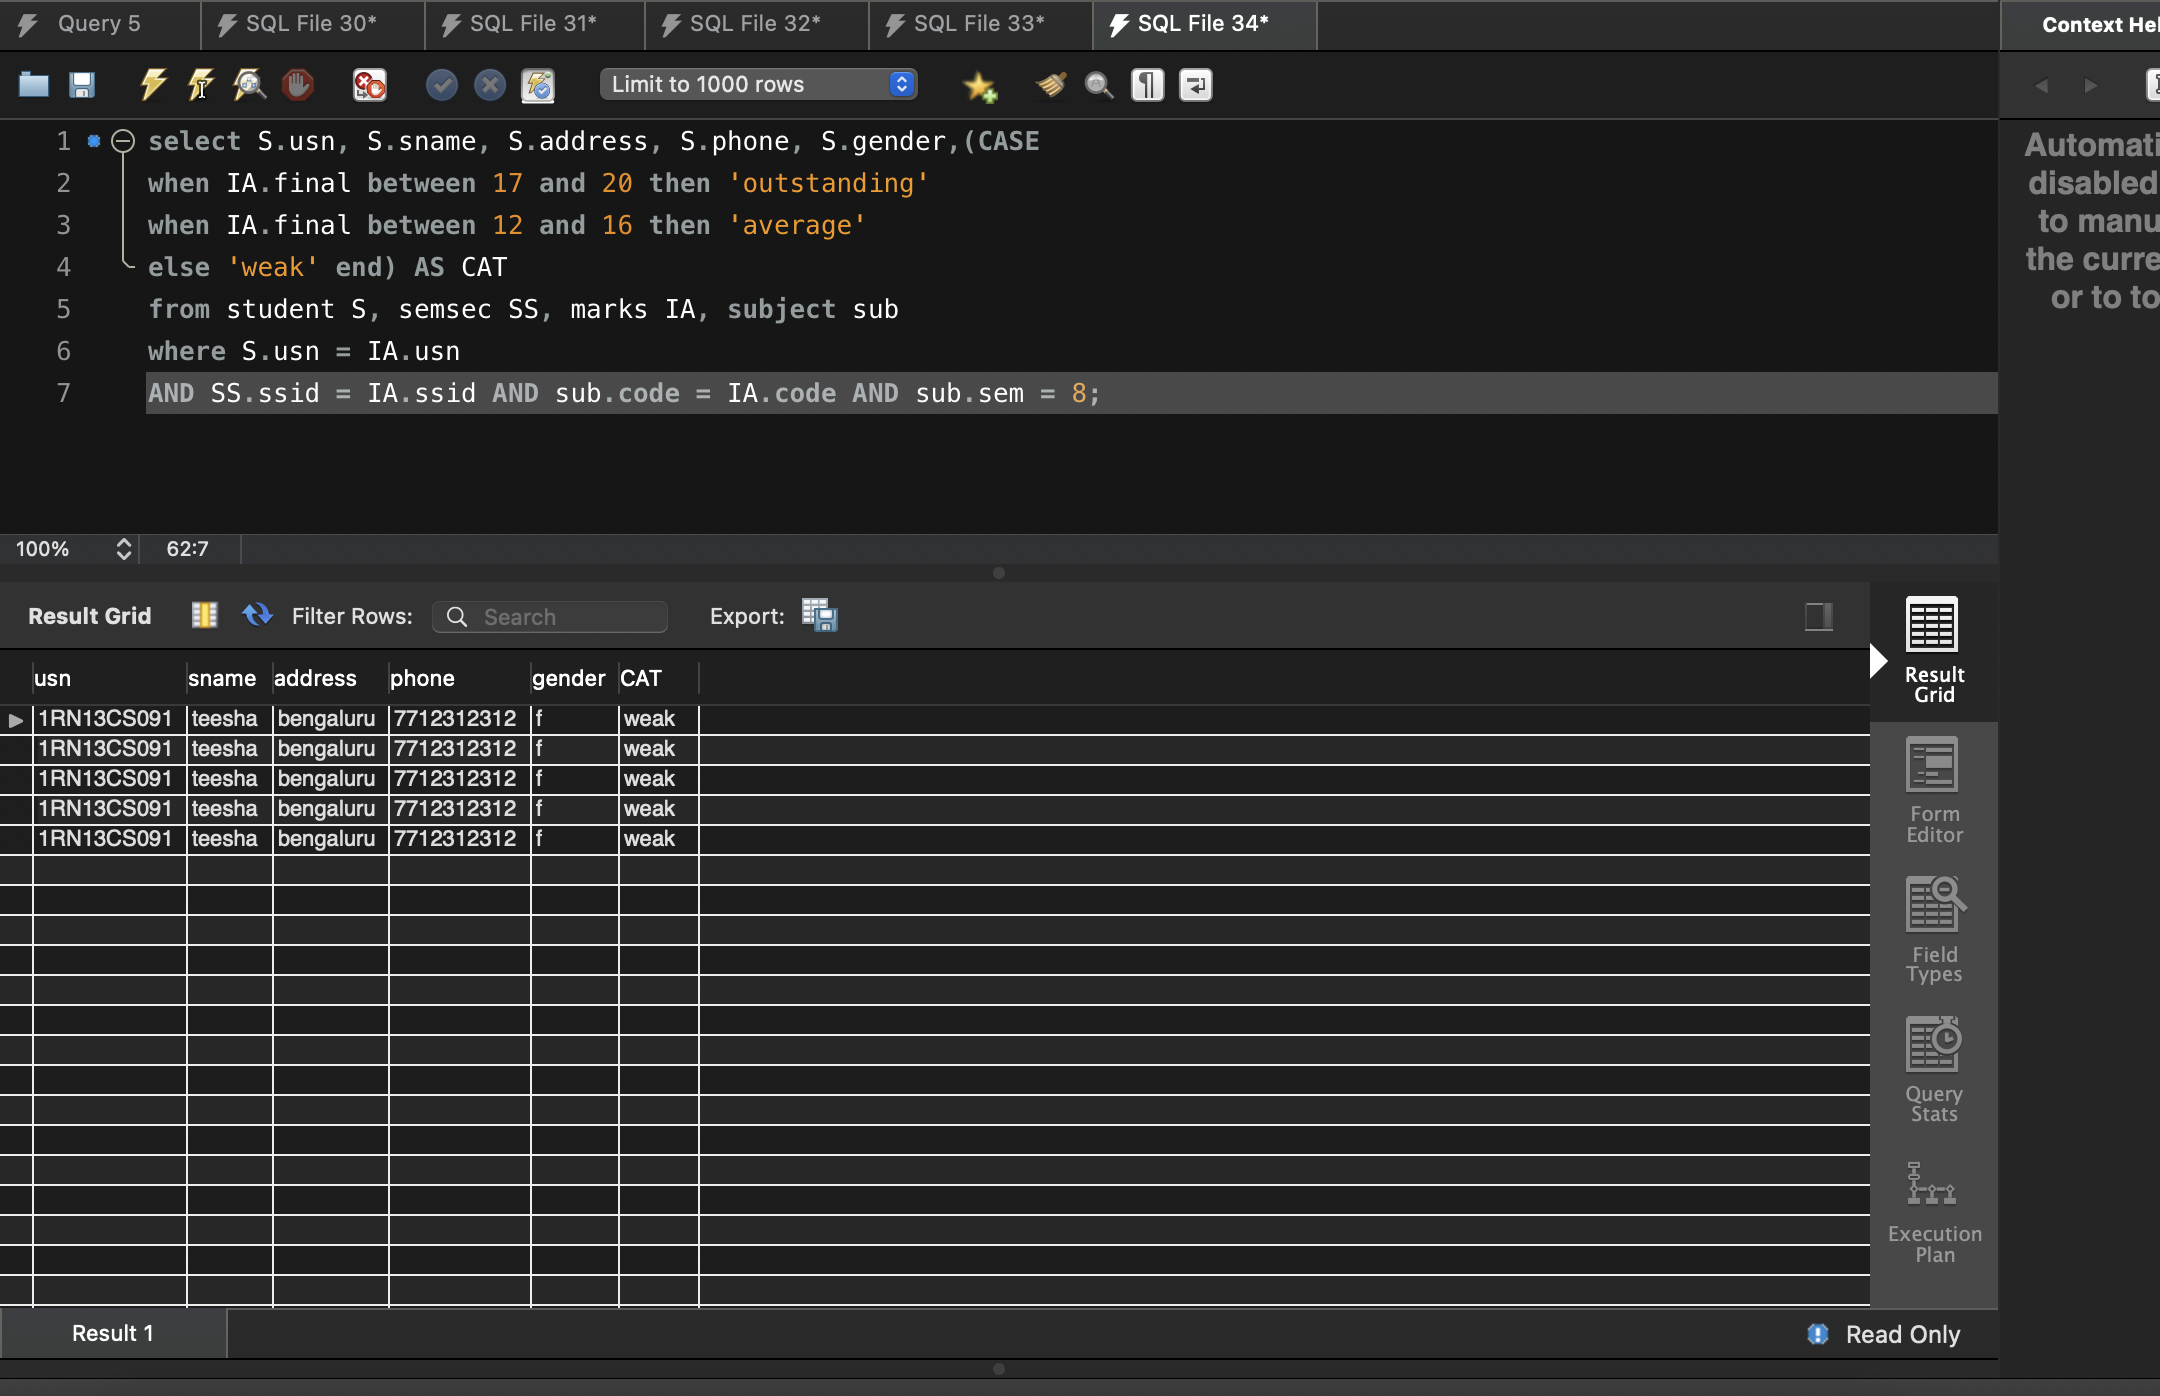 Query 5 SQL File 30* SQL File 31* SQL File 32* SQL File 33* SQL File 34* Context Hel
Limit to 1000 rows
1 select S.usn, S.sname, S.address, S.phone, S.gender,(CASE
2 when IA.final between 17 and 20 then 'outstanding'
3 when IA.final between 12 and 16 then 'average'
4 else 'weak' end) AS CAT
5 from student S, semsec SS, marks IA, subject sub
6 where S.usn = IA.usn
7 AND SS.ssid = IA.ssid AND sub.code = IA.code AND sub.sem = 8;
Automati
disabled
to manu
the curre
or to to
100% 62:7
Result Grid Filter Rows: Search Export:
usn sname address phone gender CAT
1RN13CS091 teesha bengaluru 7712312312 f weak
1RN13CS091 teesha bengaluru 7712312312 f weak
1RN13CS091 teesha bengaluru 7712312312 f weak
1RN13CS091 teesha bengaluru 7712312312 f weak
1RN13CS091 teesha bengaluru 7712312312 f weak
Result
Grid
Form
Editor
Field
Types
Query
Stats
Execution
Plan
Result 1 Read Only